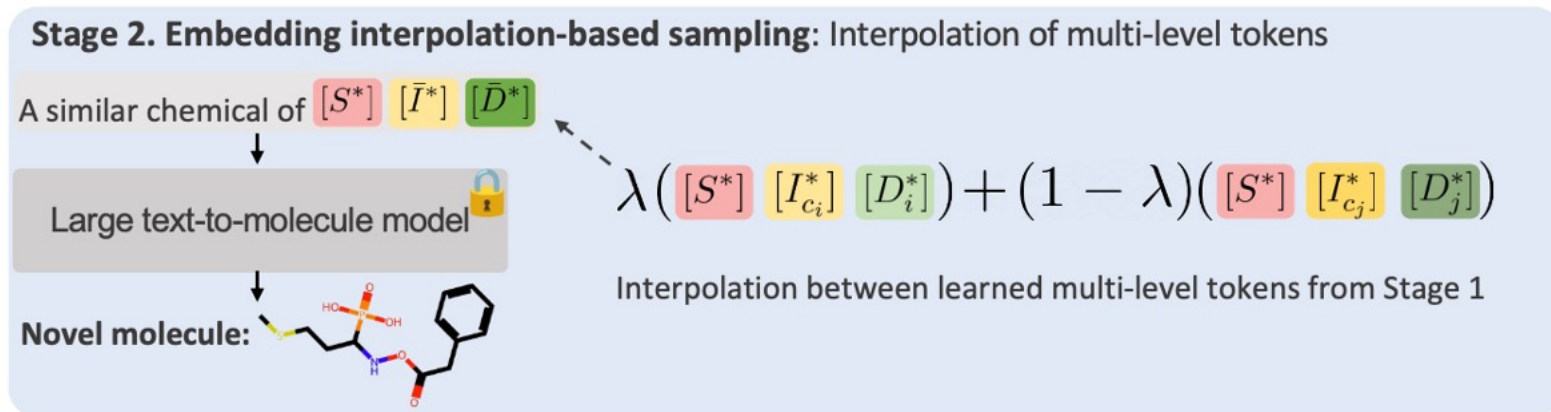 Stage 2. Embedding interpolation-based sampling: Interpolation of multi-level tokens
A similar chemical of [S*] [Ī*] [D̄*]
λ([S*] [I*_{c_i}] [D*_i])+(1 − λ)([S*] [I*_{c_j}] [D*_j])
Large text-to-molecule model
Interpolation between learned multi-level tokens from Stage 1
Novel molecule:
O
HO
P
OH
S
N
H
O
O